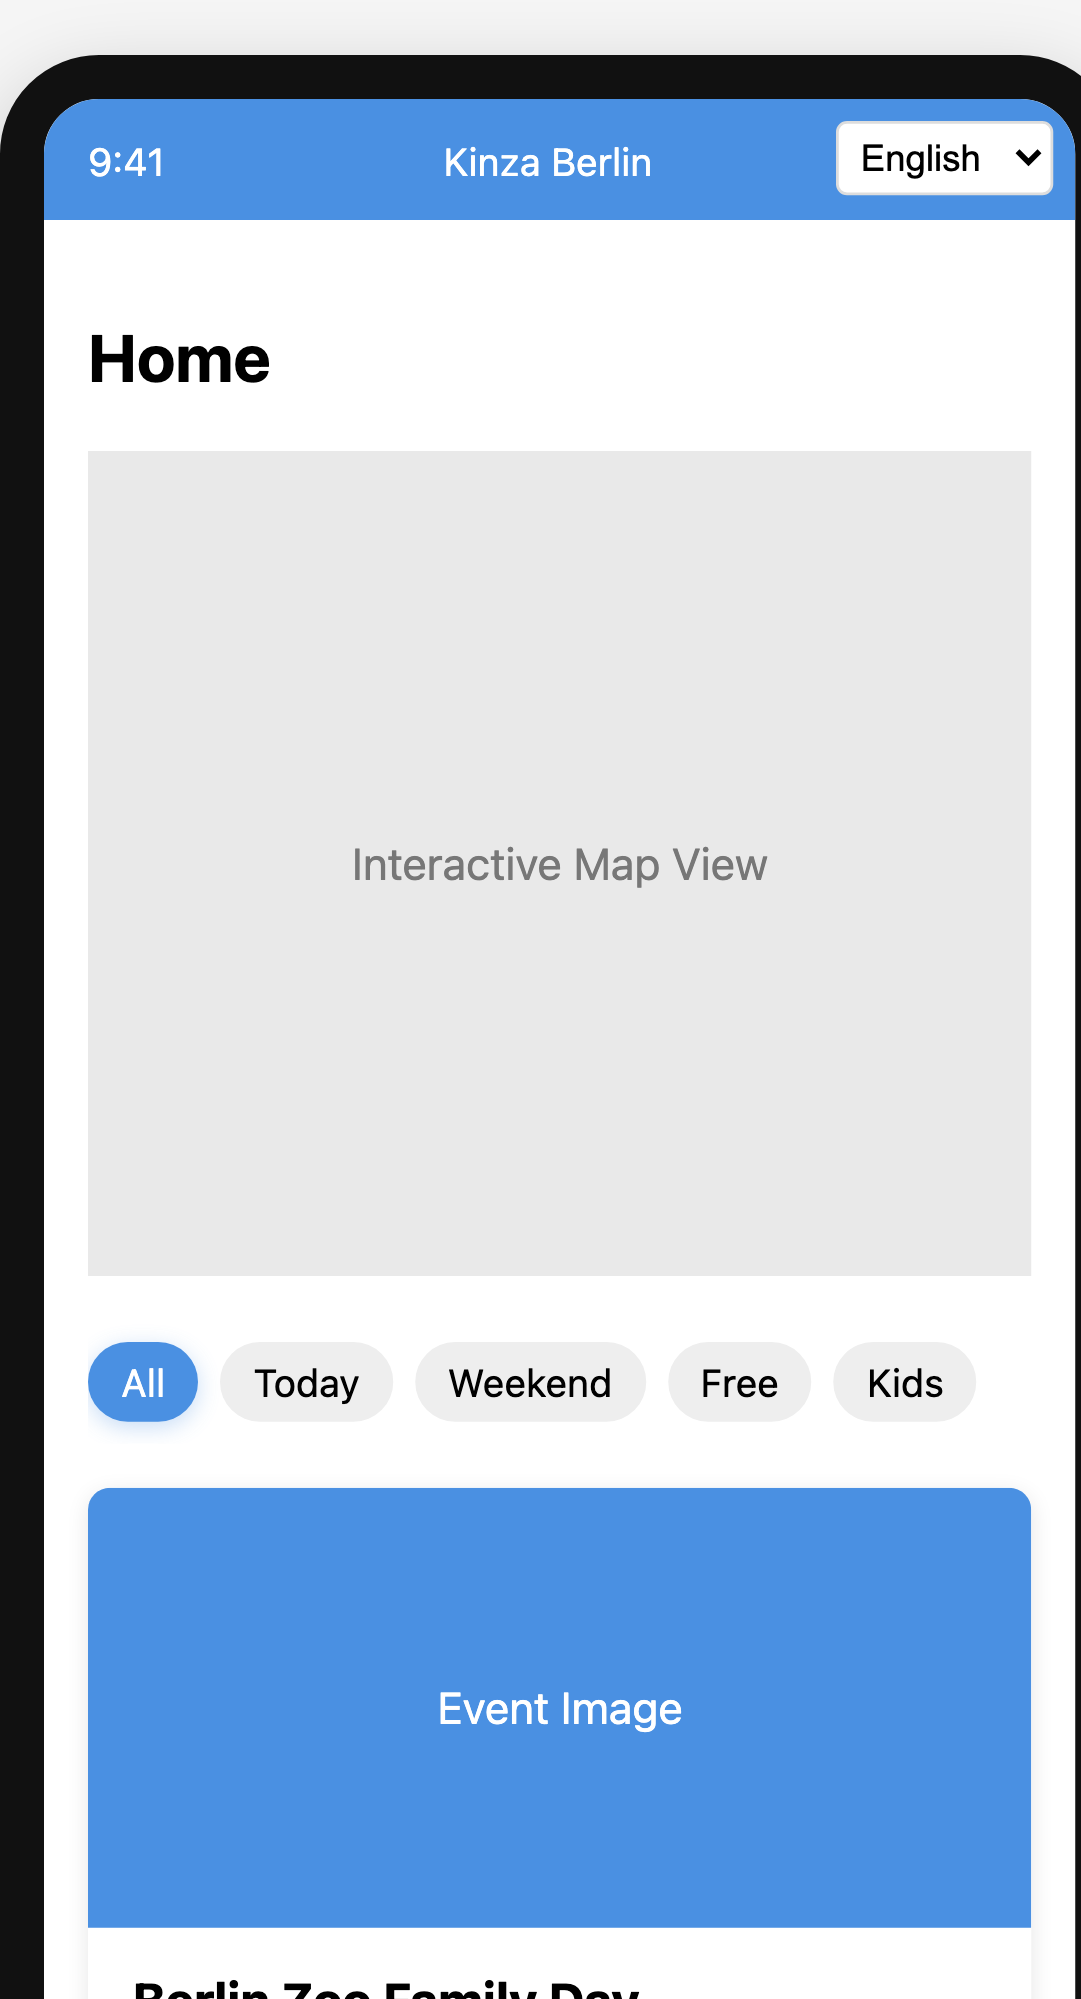 9:41
Kinza Berlin
English
Home
Interactive Map View
All
Today
Weekend
Free
Kids
Event Image
Berlin Zoo Family Day